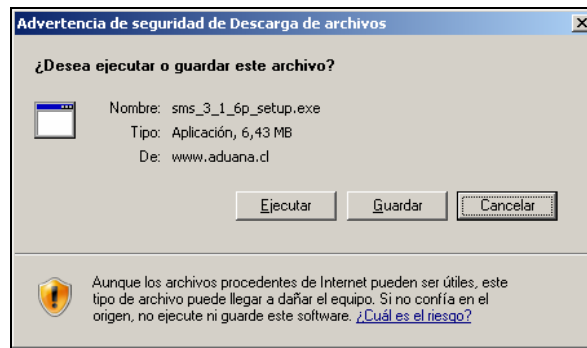 Advertencia de seguridad de Descarga de archivos
¿Desea ejecutar o guardar este archivo?
Nombre: sms_3_1_6p_setup.exe
Tipo: Aplicación, 6,43 MB
De: www.aduana.cl
Ejecutar Guardar Cancelar
Aunque los archivos procedentes de Internet pueden ser útiles, este
tipo de archivo puede llegar a dañar el equipo. Si no confía en el
origen, no ejecute ni guarde este software. ¿Cuál es el riesgo?